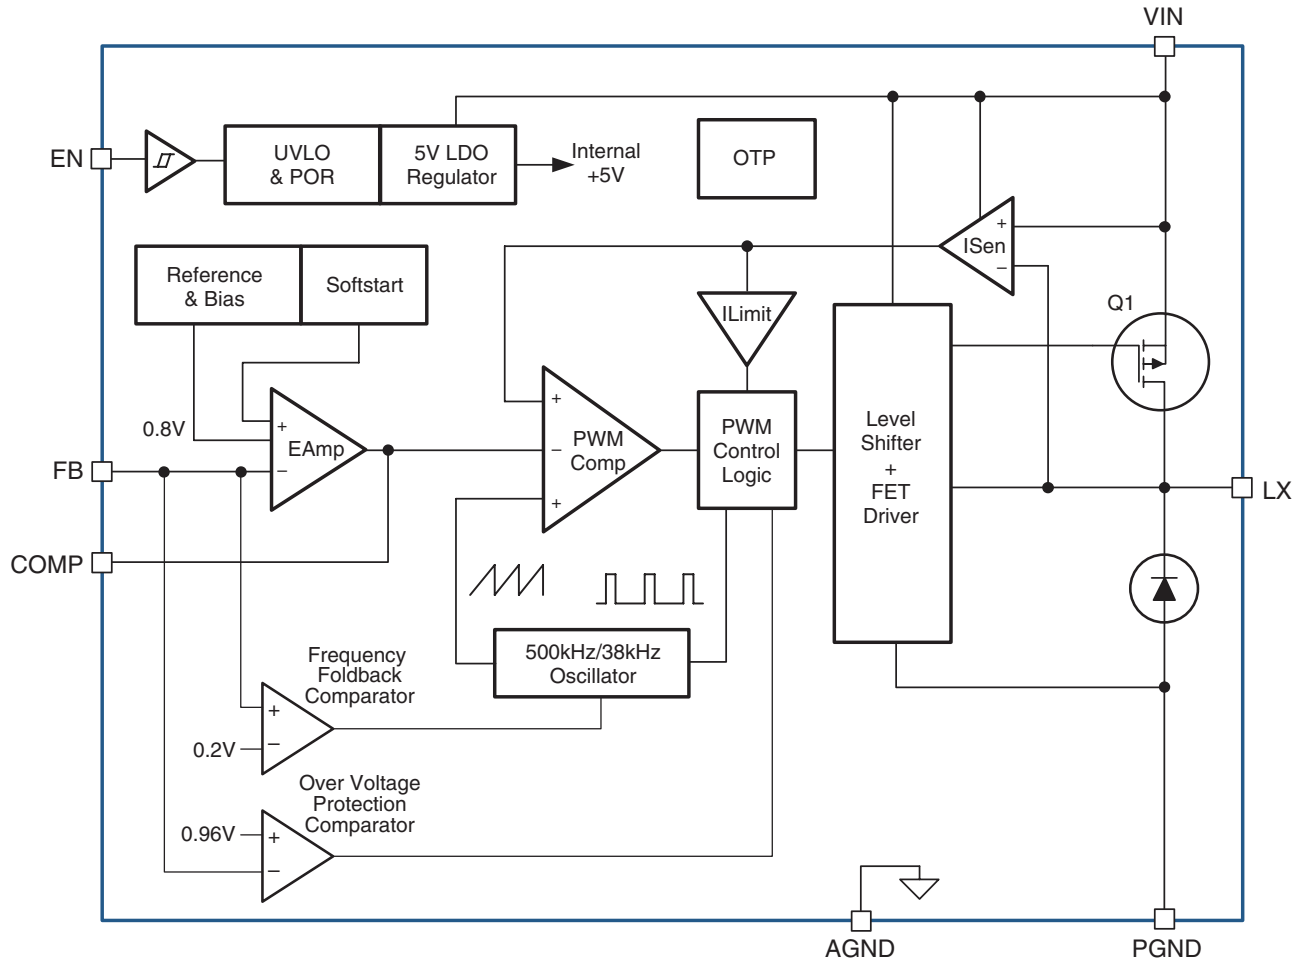 VIN
EN
UVLO
& POR
5V LDO
Regulator
Internal
+5V
OTP
+
ISen
–
Reference
& Bias
Softstart
ILimit
Q1
0.8V
+
EAmp
–
+
PWM
Comp
–
+
PWM
Control
Logic
Level
Shifter
+
FET
Driver
FB
LX
COMP
500kHz/38kHz
Oscillator
Frequency
Foldback
Comparator
+
0.2V
–
Over Voltage
Protection
Comparator
0.96V
+
–
AGND
PGND